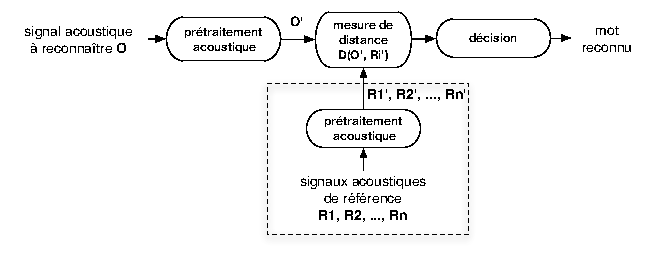 signal acoustique
à reconnaître O
prétraitement
acoustique
O'
mesure de
distance
D(O', Ri')
décision
mot
reconnu
R1', R2', ..., Rn'
prétraitement
acoustique
signaux acoustiques
de référence
R1, R2, ..., Rn